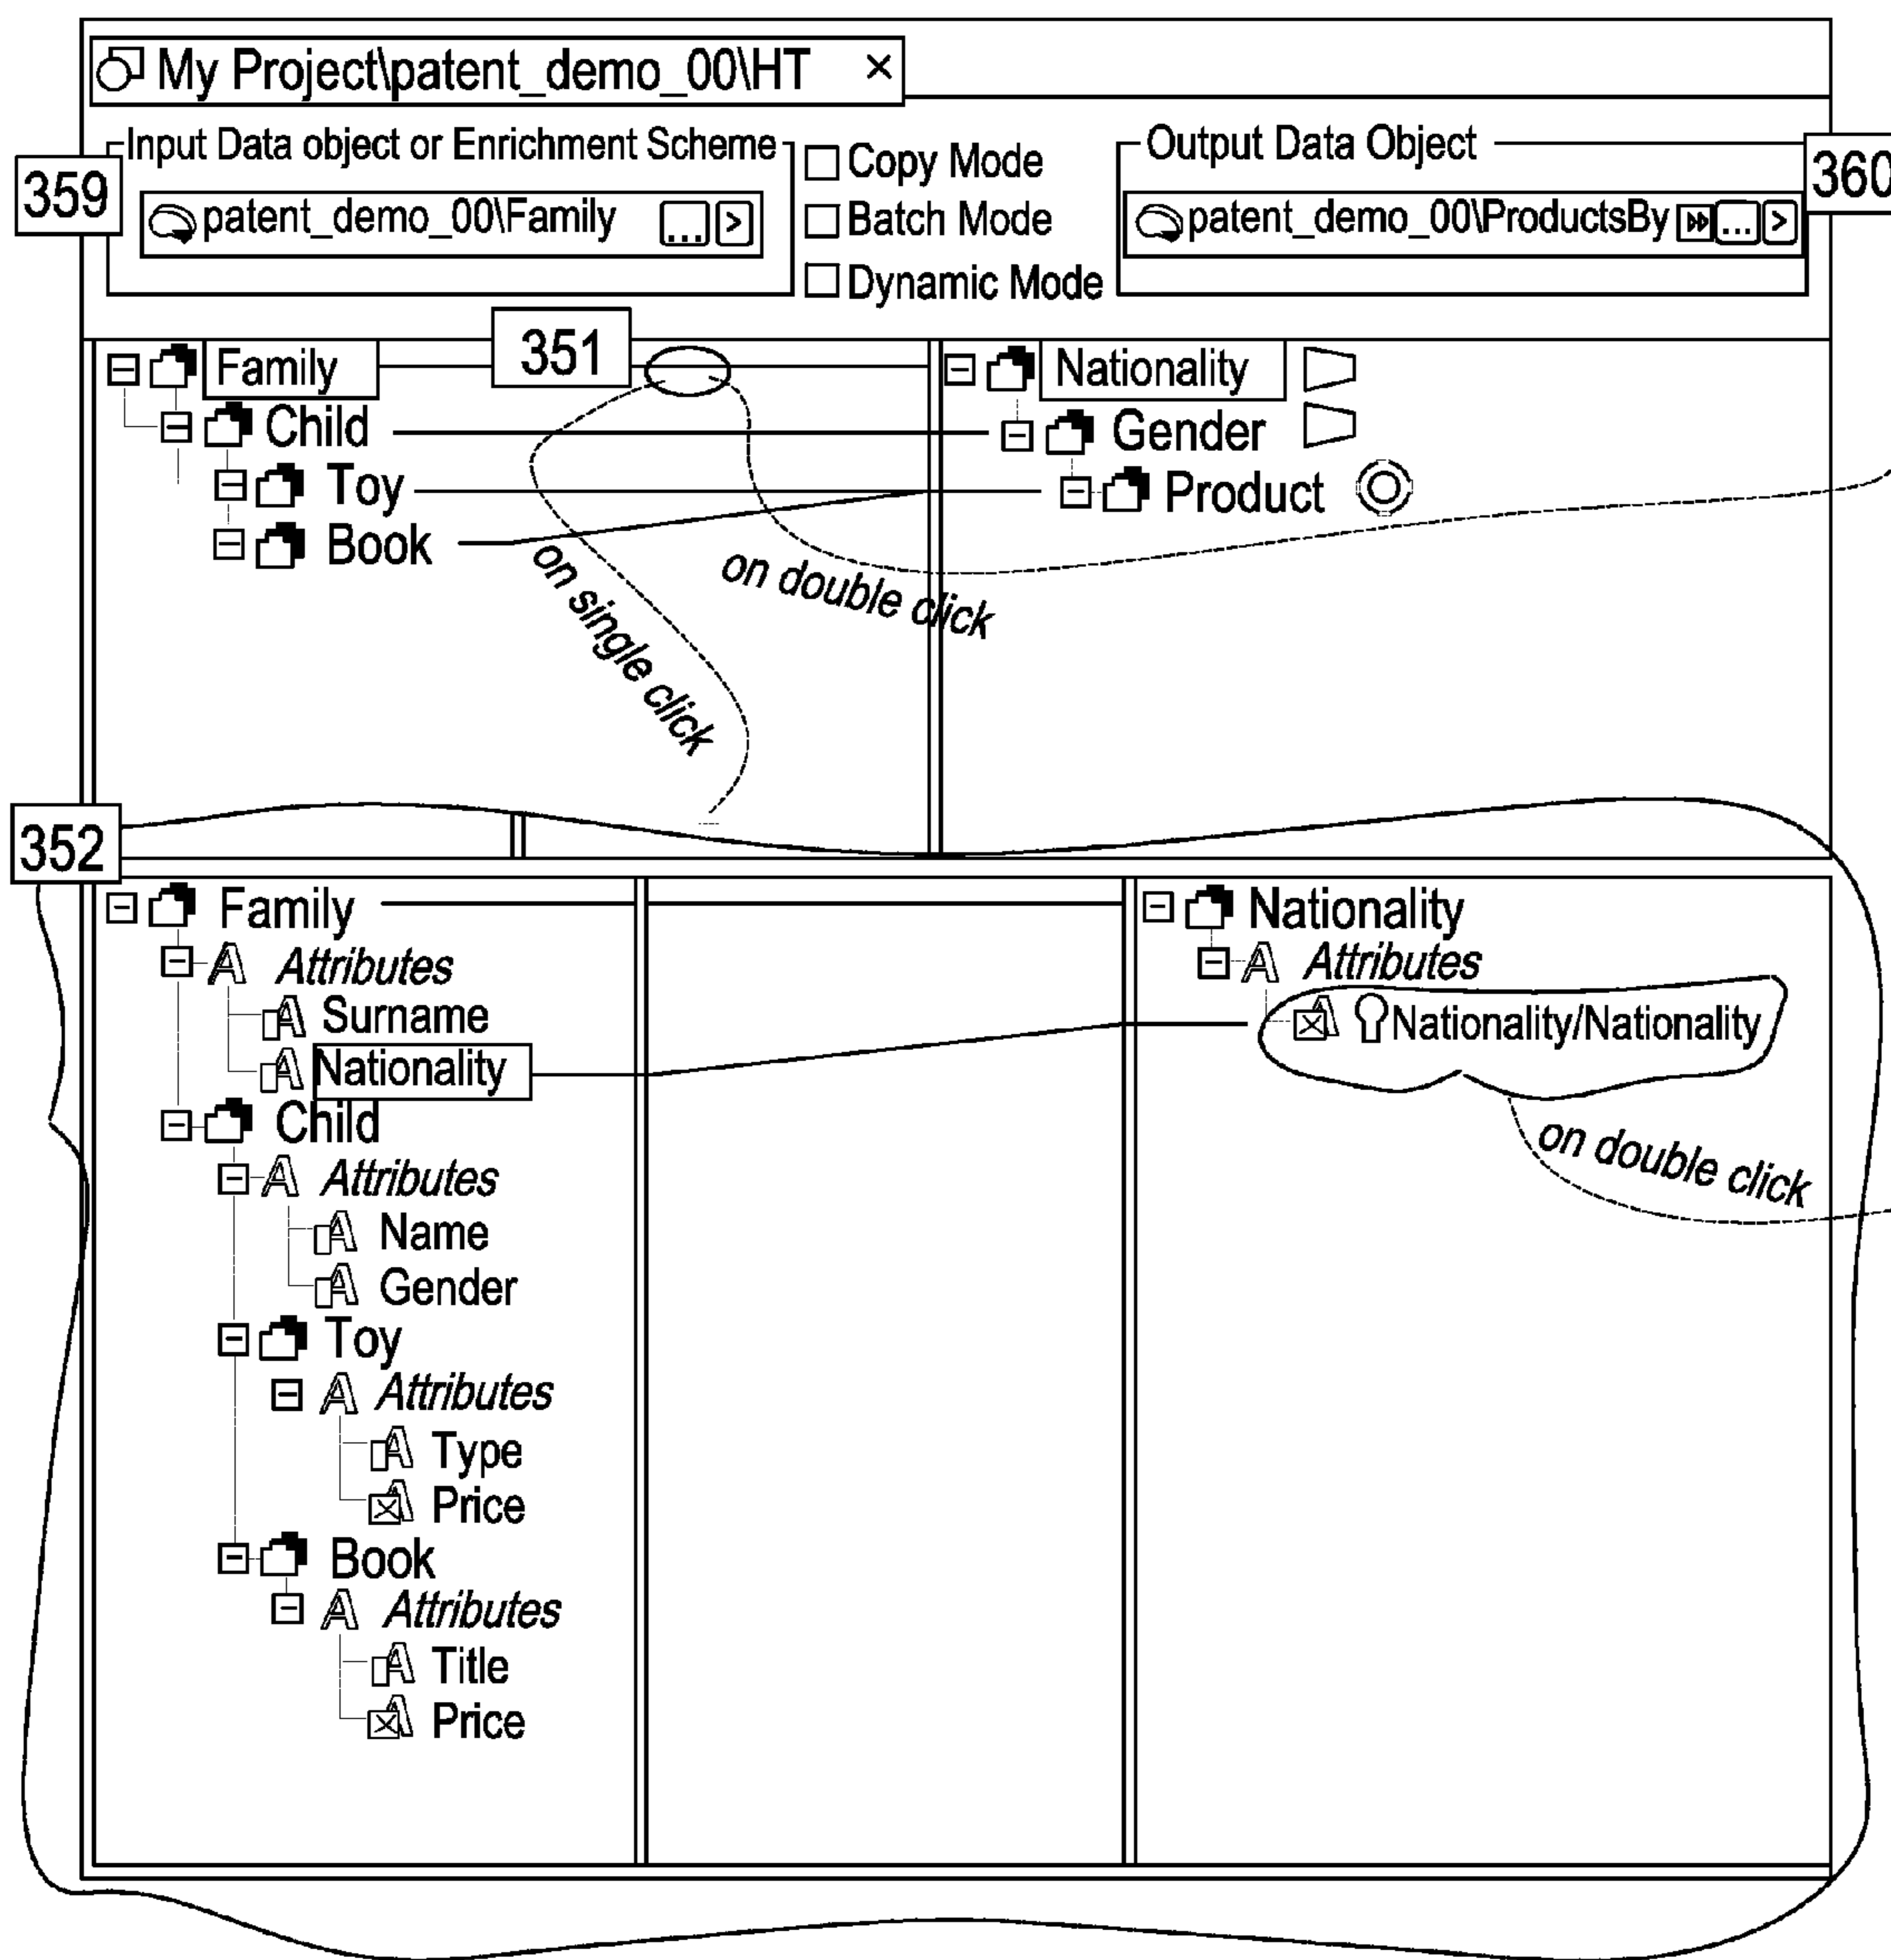 My Project\patent_demo_00\HT ×
Input Data object or Enrichment Scheme
Output Data Object
359
360
Copy Mode
patent_demo_00\Family ... >
Batch Mode
patent_demo_00\ProductsBy ... >
Dynamic Mode
351
Family
Nationality
Child
Gender
Toy
Product
Book
on single click
on double click
352
Family
Nationality
Attributes
Attributes
Surname
Nationality/Nationality
Nationality
Child
on double click
Attributes
Name
Gender
Toy
Attributes
Type
Price
Book
Attributes
Title
Price